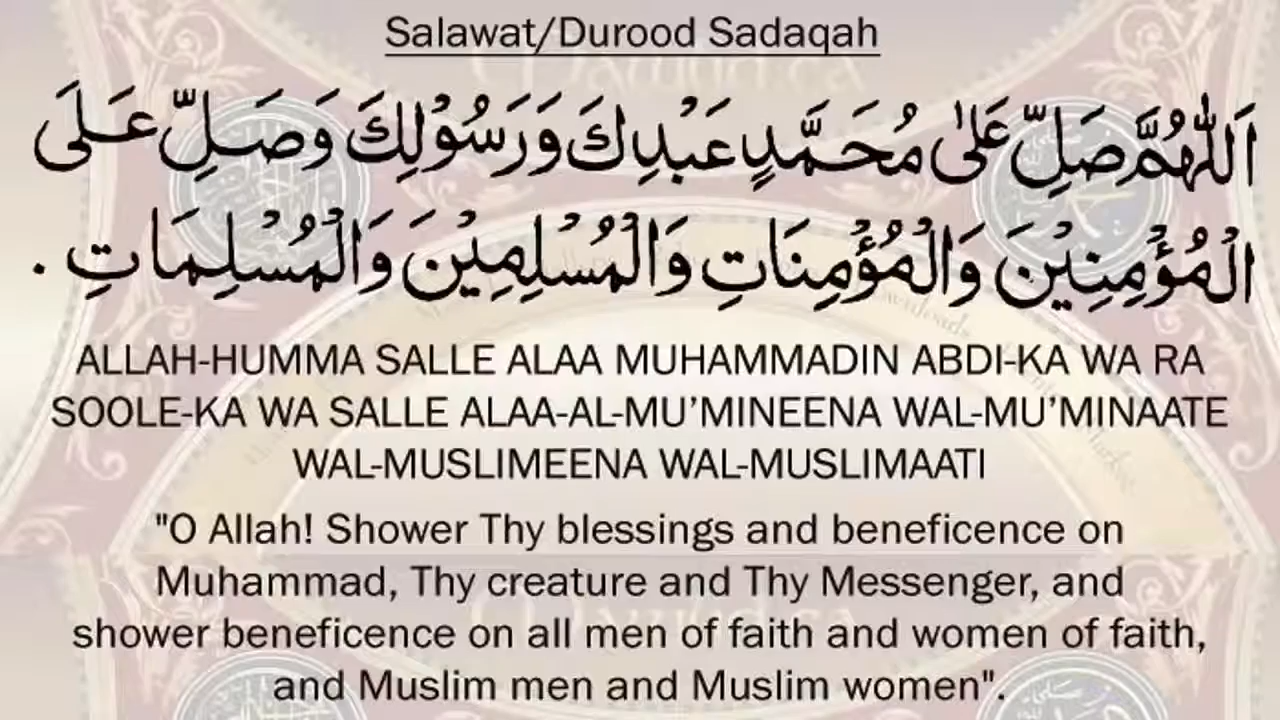 Salawat/Durood Sadaqah
اَللّٰهُمَّ صَلِّ عَلٰى مُحَمَّدٍ عَبْدِكَ وَرَسُوْلِكَ وَصَلِّ عَلَى
الْمُؤْمِنِيْنَ وَالْمُؤْمِنَاتِ وَالْمُسْلِمِيْنَ وَالْمُسْلِمَاتِ .
ALLAH-HUMMA SALLE ALAA MUHAMMADIN ABDI-KA WA RA
SOOLE-KA WA SALLE ALAA-AL-MU’MINEENA WAL-MU’MINAATE
WAL-MUSLIMEENA WAL-MUSLIMAATI
"O Allah! Shower Thy blessings and beneficence on
Muhammad, Thy creature and Thy Messenger, and
shower beneficence on all men of faith and women of faith,
and Muslim men and Muslim women".